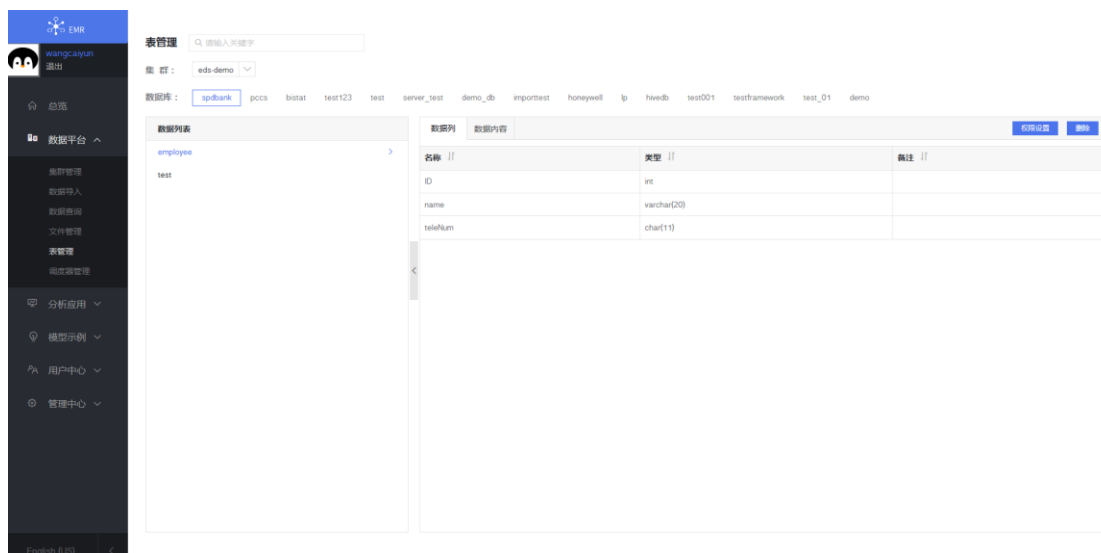 EMR
wangcaiyun
退出
总览
数据平台
集群管理
数据导入
数据查询
文件管理
表管理
调度器管理
分析应用
模型示例
用户中心
管理中心
English (US)
表管理 请输入关键字
集 群： eds-demo
数据库： spdbank pccs bistat test123 test server_test demo_db importtest honeywell lp hivedb test001 testframework test_01 demo
数据列表
employee
test
数据列 数据内容 权限设置 删除
名称 类型 备注
ID int
name varchar(20)
teleNum char(11)